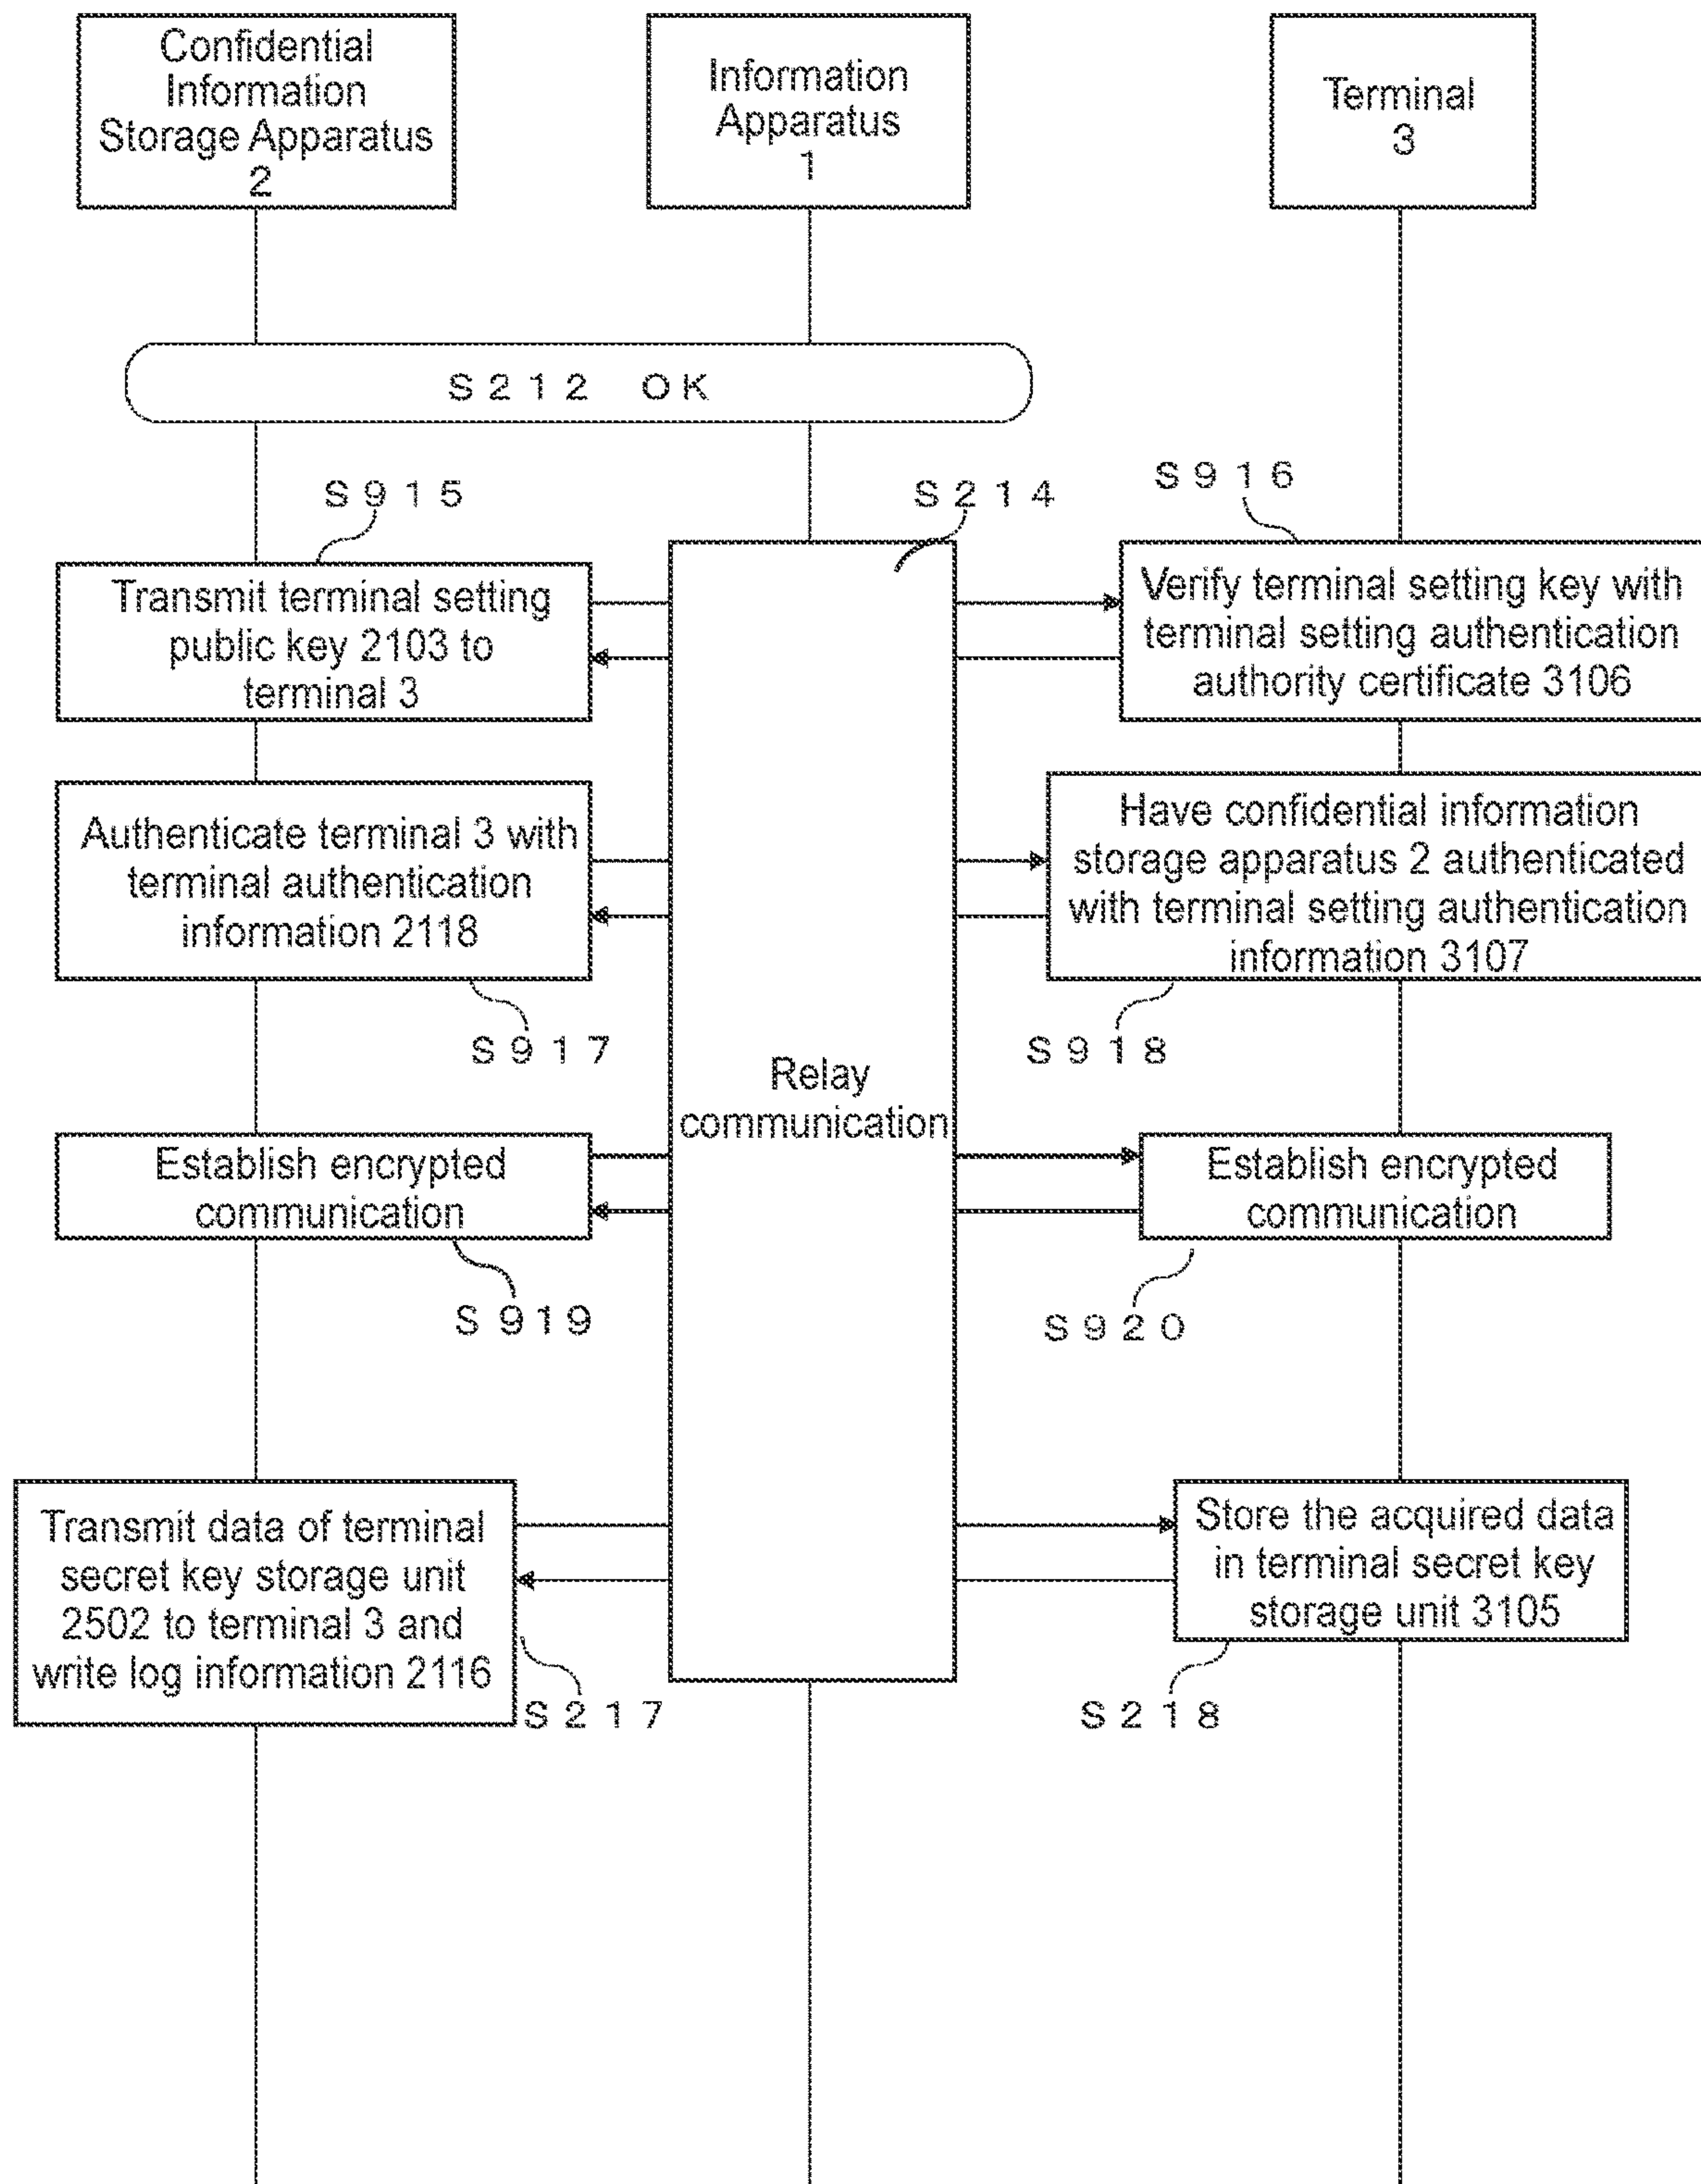 Confidential
Information
Storage Apparatus
2
Information
Apparatus
1
Terminal
3
S212 OK
S915
S214
S916
Transmit terminal setting
public key 2103 to
terminal 3
Verify terminal setting key with
terminal setting authentication
authority certificate 3106
Authenticate terminal 3 with
terminal authentication
information 2118
Have confidential information
storage apparatus 2 authenticated
with terminal setting authentication
information 3107
S917
S918
Relay
communication
Establish encrypted
communication
Establish encrypted
communication
S919
S920
Transmit data of terminal
secret key storage unit
2502 to terminal 3 and
write log information 2116
Store the acquired data
in terminal secret key
storage unit 3105
S217
S218